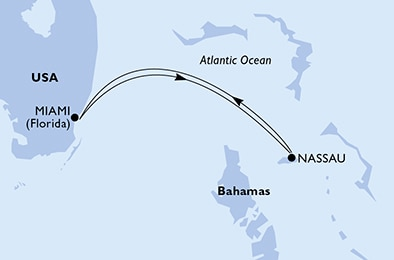 Atlantic Ocean
USA
MIAMI
(Florida)
NASSAU
Bahamas